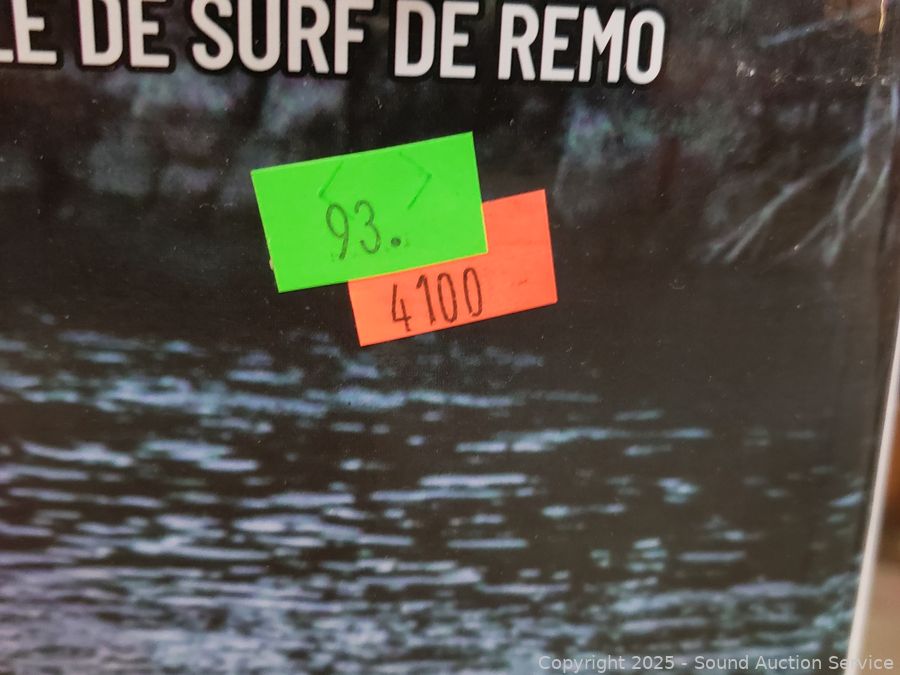 LE DE SURF DE REMO
93.
4100
Copyright 2025 - Sound Auction Service